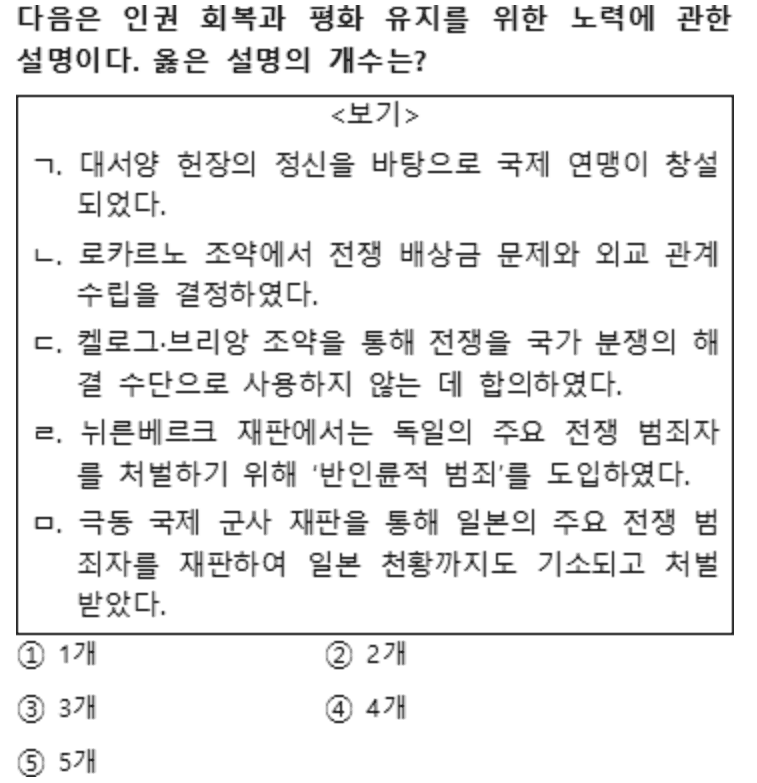 다음은 인권 회복과 평화 유지를 위한 노력에 관한
설명이다. 옳은 설명의 개수는?
<보기>
ㄱ. 대서양 헌장의 정신을 바탕으로 국제 연맹이 창설
되었다.
ㄴ. 로카르노 조약에서 전쟁 배상금 문제와 외교 관계
수립을 결정하였다.
ㄷ. 켈로그·브리앙 조약을 통해 전쟁을 국가 분쟁의 해
결 수단으로 사용하지 않는 데 합의하였다.
ㄹ. 뉘른베르크 재판에서는 독일의 주요 전쟁 범죄자
를 처벌하기 위해 ‘반인륜적 범죄’를 도입하였다.
ㅁ. 극동 국제 군사 재판을 통해 일본의 주요 전쟁 범
죄자를 재판하여 일본 천황까지도 기소되고 처벌
받았다.
① 1개 ② 2개
③ 3개 ④ 4개
⑤ 5개